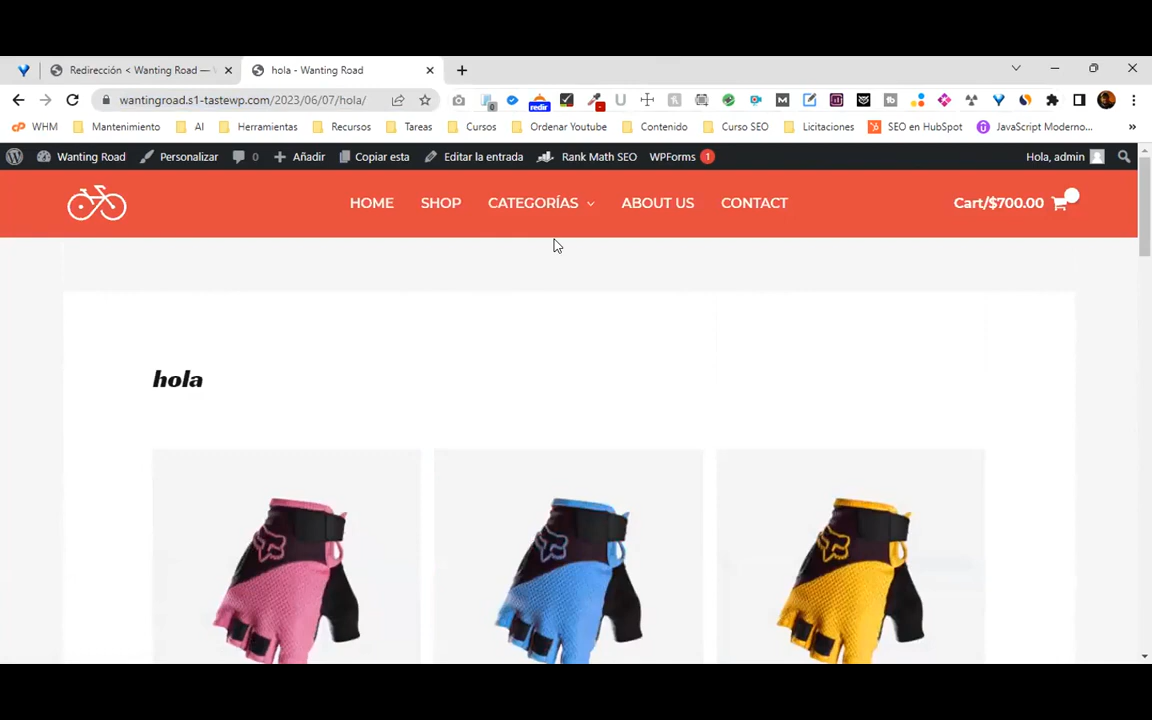 Redirección < Wanting Road —
hola - Wanting Road
wantingroad.s1-tastewp.com/2023/06/07/hola/
0
redir
M
WHM
Mantenimiento
AI
Herramientas
Recursos
Tareas
Cursos
Ordenar Youtube
Contenido
Curso SEO
Licitaciones
SEO en HubSpot
JavaScript Moderno...
»
Wanting Road
Personalizar
0
Añadir
Copiar esta
Editar la entrada
Rank Math SEO
WPForms 1
Hola, admin
HOME
SHOP
CATEGORÍAS
ABOUT US
CONTACT
Cart/$700.00
hola